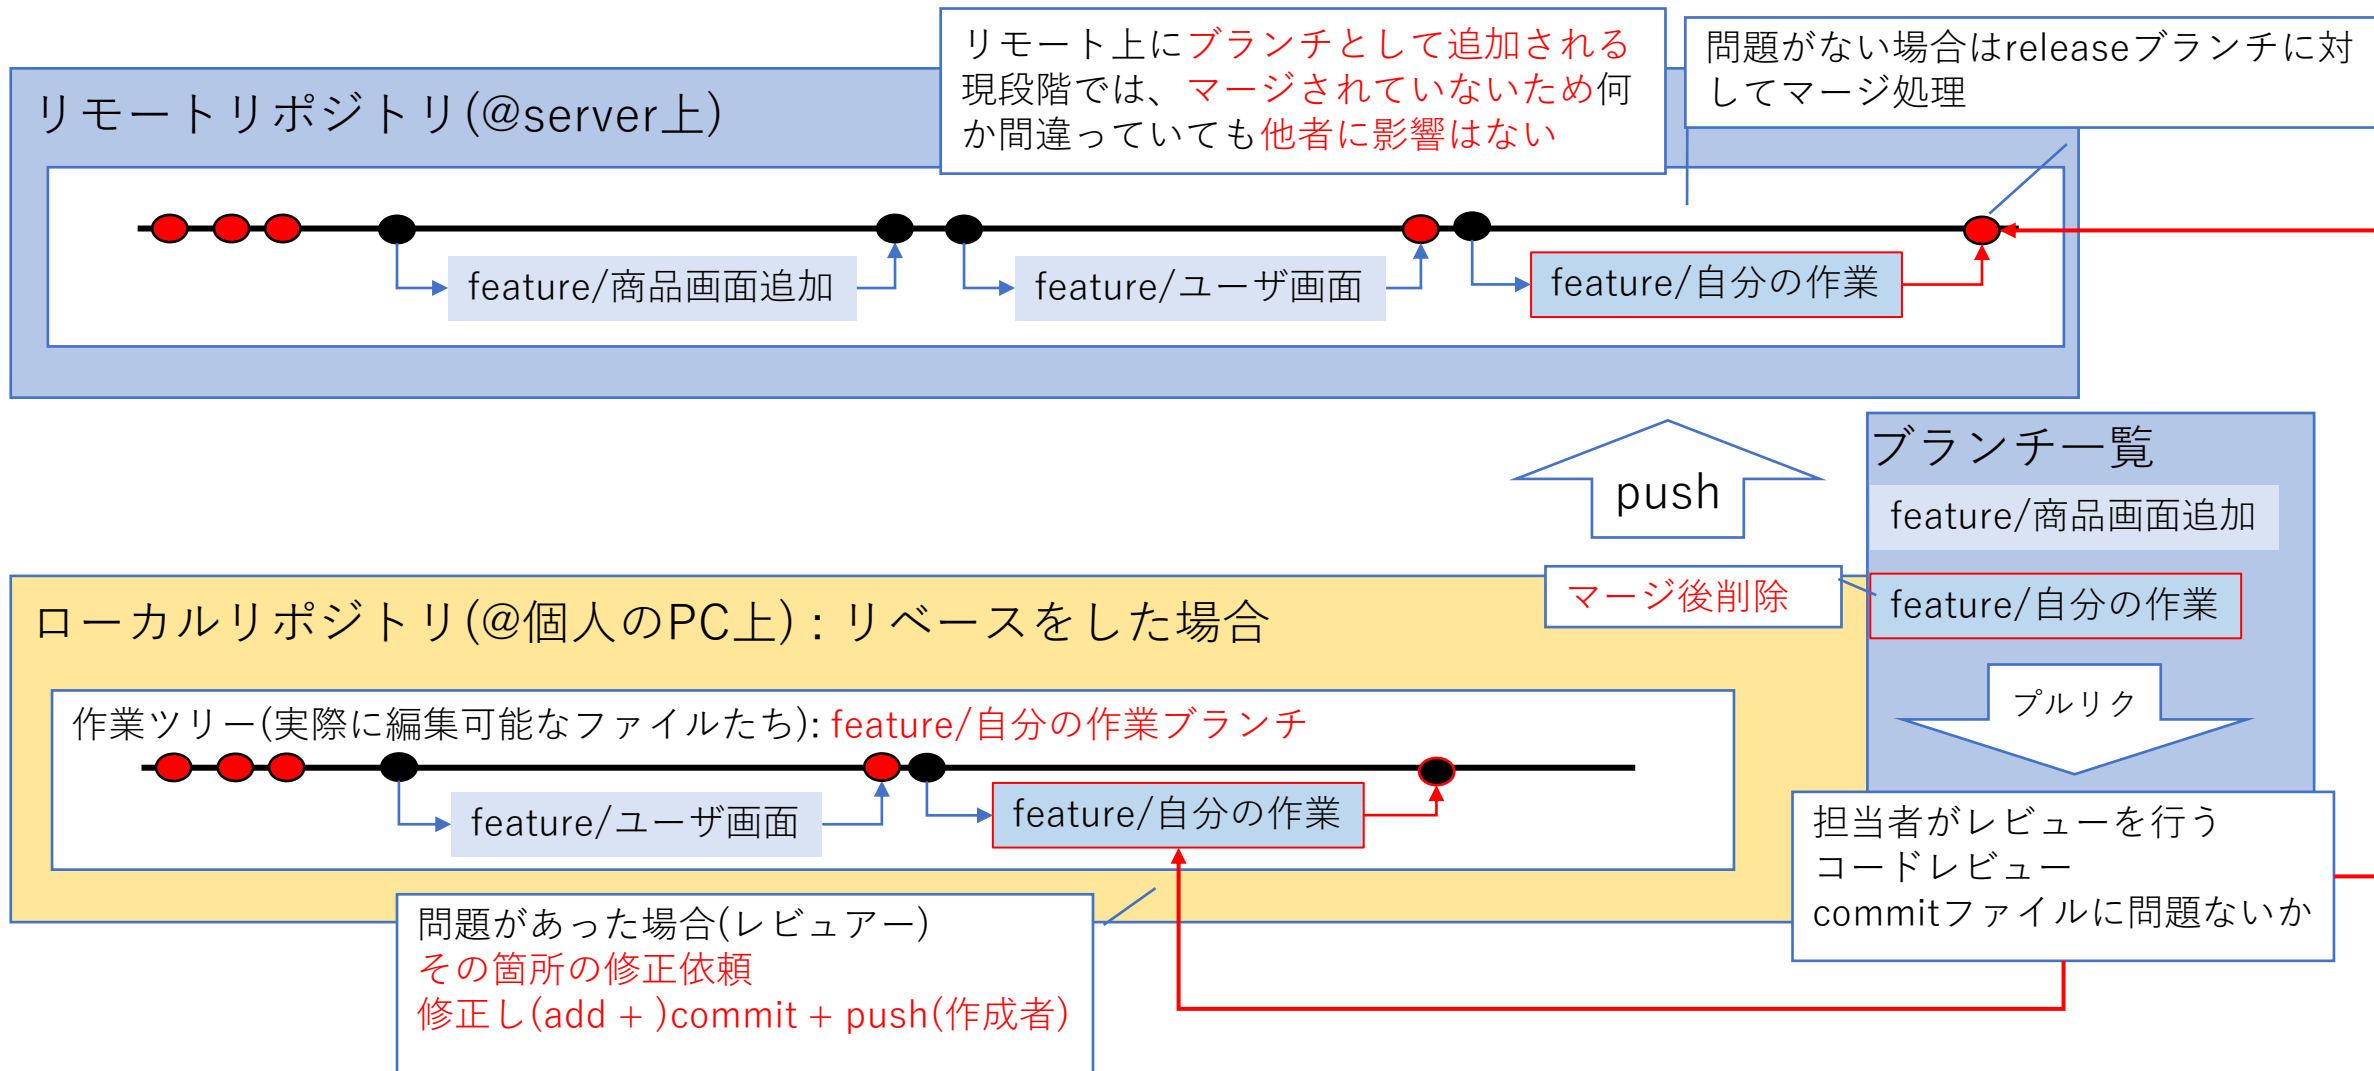 リモート上にブランチとして追加される
現段階では、マージされていないため何
か間違っていても他者に影響はない
問題がない場合はreleaseブランチに対
してマージ処理
リモートリポジトリ(@server上)
feature/商品画面追加
feature/ユーザ画面
feature/自分の作業
push
ブランチ一覧
feature/商品画面追加
マージ後削除
feature/自分の作業
プルリク
ローカルリポジトリ(@個人のPC上)：リベースをした場合
作業ツリー(実際に編集可能なファイルたち): feature/自分の作業ブランチ
feature/ユーザ画面
feature/自分の作業
担当者がレビューを行う
コードレビュー
commitファイルに問題ないか
問題があった場合(レビュアー)
その箇所の修正依頼
修正し(add + )commit + push(作成者)